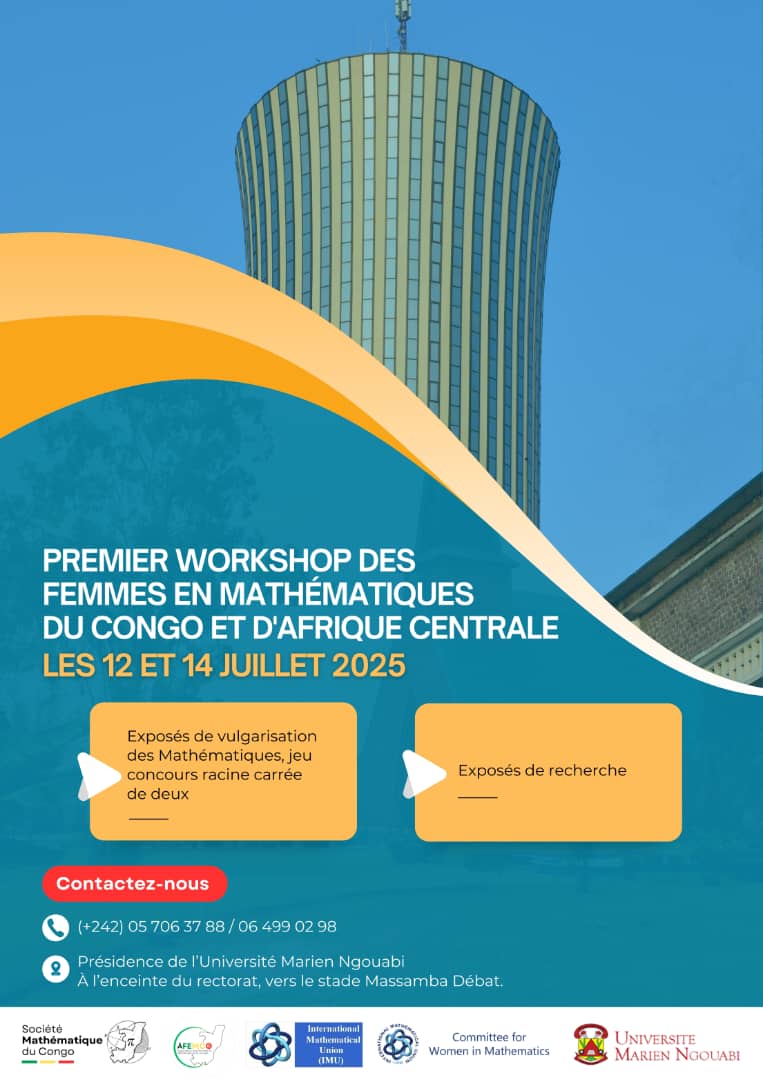 PREMIER WORKSHOP DES
FEMMES EN MATHÉMATIQUES
DU CONGO ET D'AFRIQUE CENTRALE
LES 12 ET 14 JUILLET 2025
Exposés de vulgarisation
des Mathématiques, jeu
concours racine carrée
de deux
Exposés de recherche
Contactez-nous
(+242) 05 706 37 88 / 06 499 02 98
Présidence de l'Université Marien Ngouabi
À l'enceinte du rectorat, vers le stade Massamba Débat.
Société
Mathématique
du Congo
π
International
Mathematical
Union
(IMU)
Committee for
Women in Mathematics
UNIVERSITE
MARIEN NGOUABI